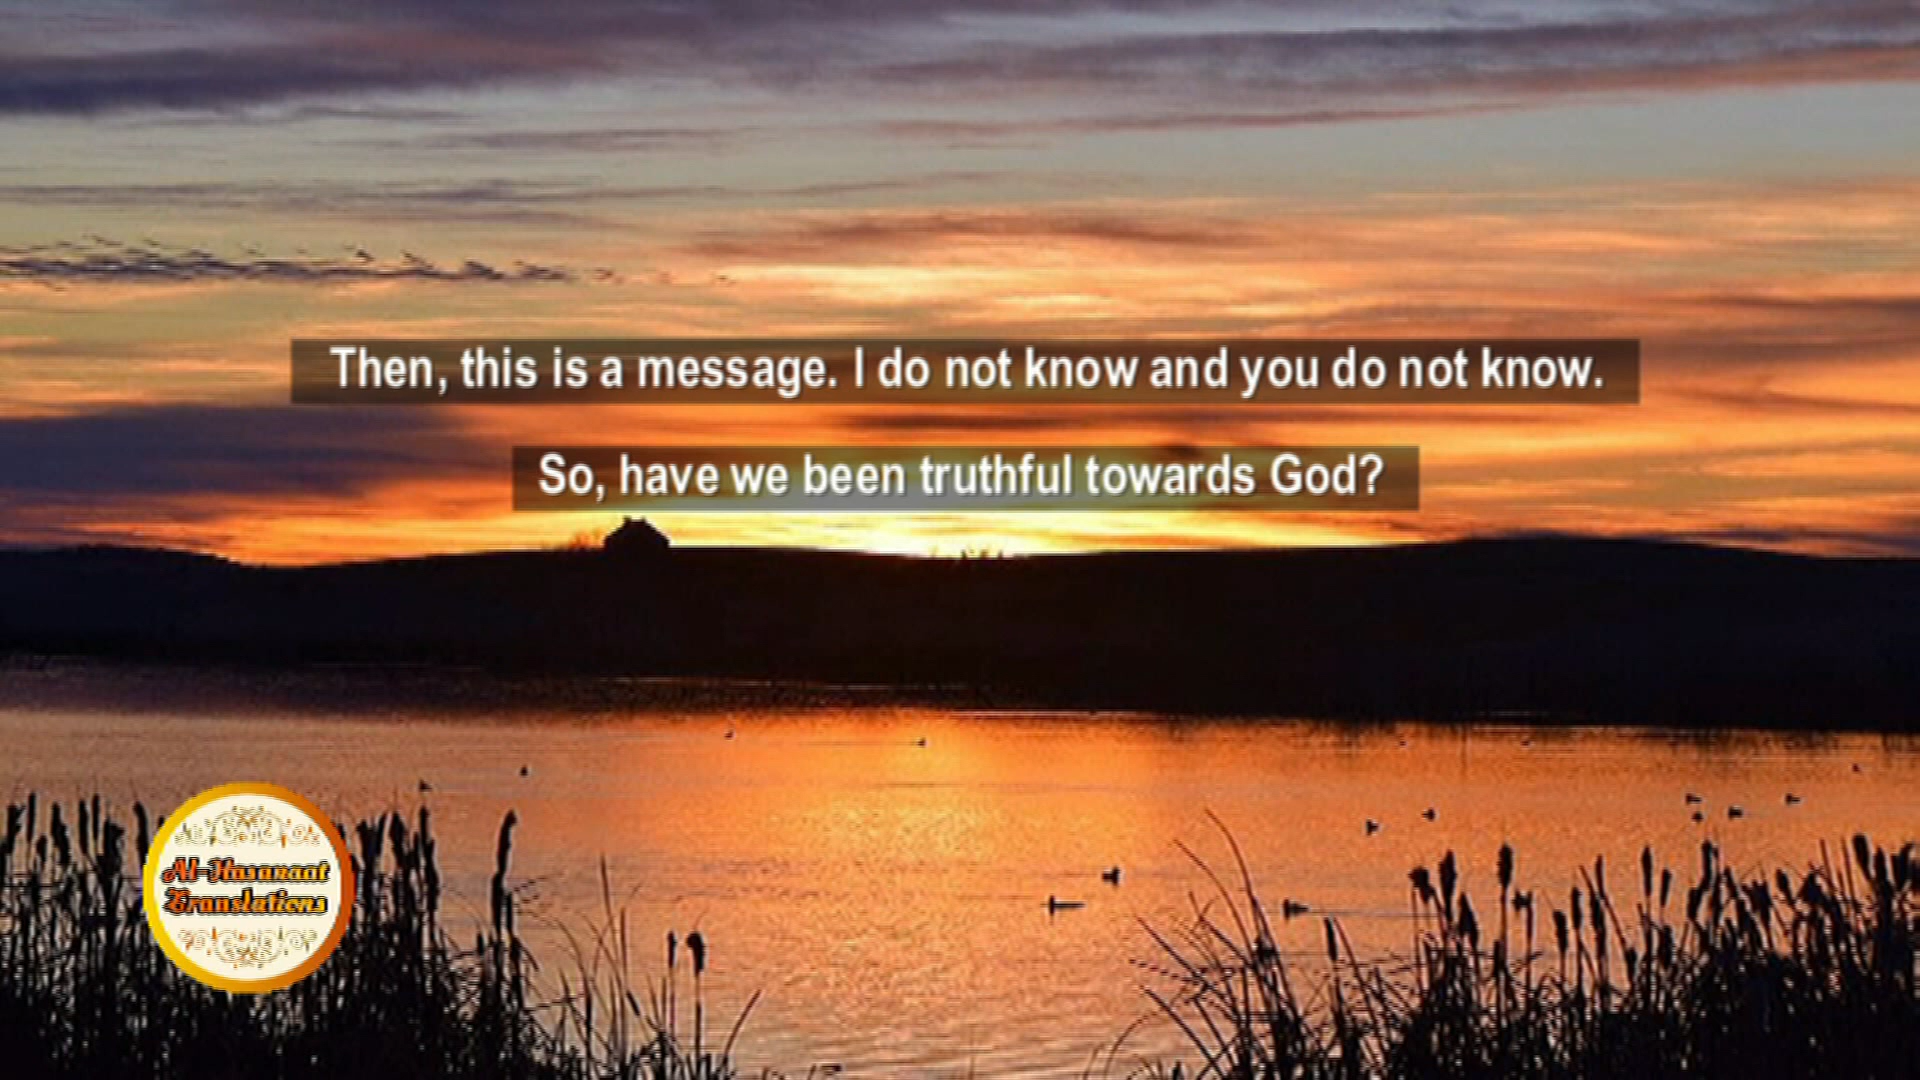 Then, this is a message. I do not know and you do not know.
So, have we been truthful towards God?
Al-Hasanaat
Translations